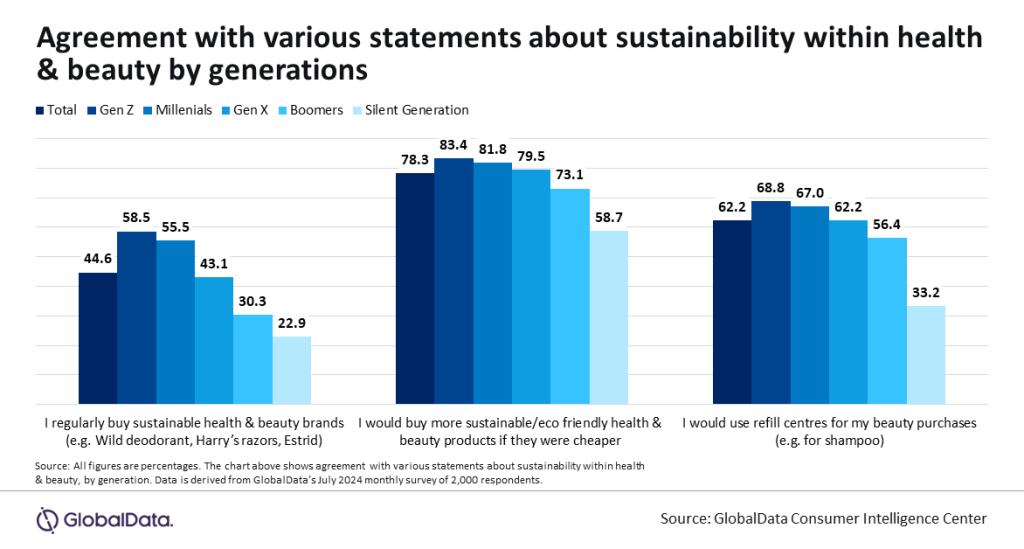 Agreement with various statements about sustainability within health
& beauty by generations
Total Gen Z Millenials Gen X Boomers Silent Generation
44.6 58.5 55.5 43.1 30.3 22.9
78.3 83.4 81.8 79.5 73.1 58.7
62.2 68.8 67.0 62.2 56.4 33.2
I regularly buy sustainable health & beauty brands
(e.g. Wild deodorant, Harry's razors, Estrid)
I would buy more sustainable/eco friendly health &
beauty products if they were cheaper
I would use refill centres for my beauty purchases
(e.g. for shampoo)
Source: All figures are percentages. The chart above shows agreement with various statements about sustainability within health
& beauty, by generation. Data is derived from GlobalData's July 2024 monthly survey of 2,000 respondents.
GlobalData.
Source: GlobalData Consumer Intelligence Center